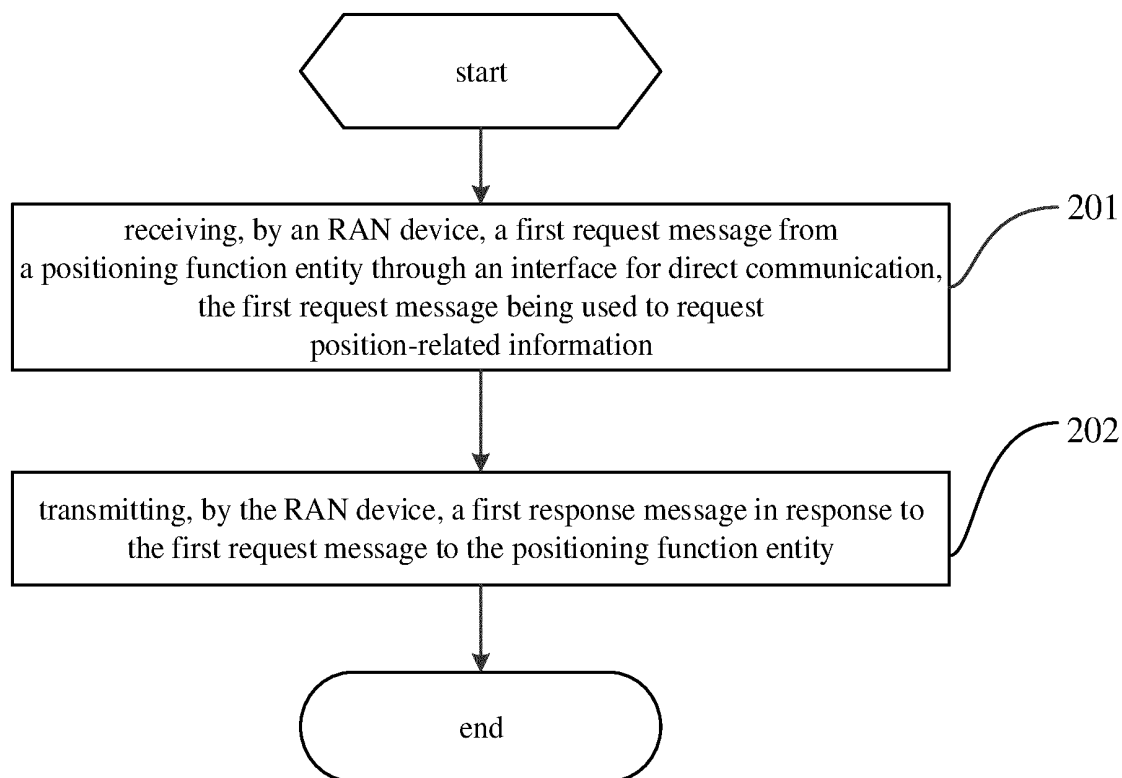 start
receiving, by an RAN device, a first request message from
a positioning function entity through an interface for direct communication,
the first request message being used to request
position-related information
201
transmitting, by the RAN device, a first response message in response to
the first request message to the positioning function entity
202
end